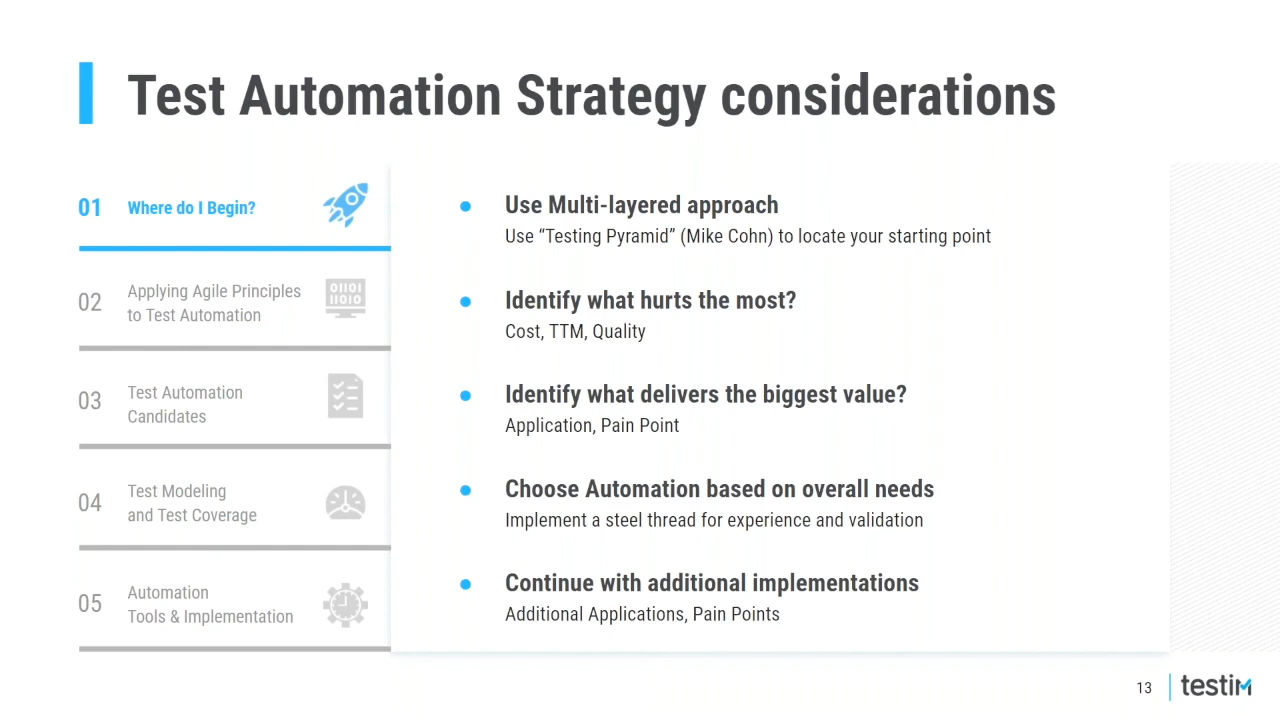 Test Automation Strategy considerations
01
Where do I Begin?
02
Applying Agile Principles
to Test Automation
01101
11010
03
Test Automation
Candidates
04
Test Modeling
and Test Coverage
05
Automation
Tools & Implementation
Use Multi-layered approach
Use “Testing Pyramid” (Mike Cohn) to locate your starting point
Identify what hurts the most?
Cost, TTM, Quality
Identify what delivers the biggest value?
Application, Pain Point
Choose Automation based on overall needs
Implement a steel thread for experience and validation
Continue with additional implementations
Additional Applications, Pain Points
13
testim